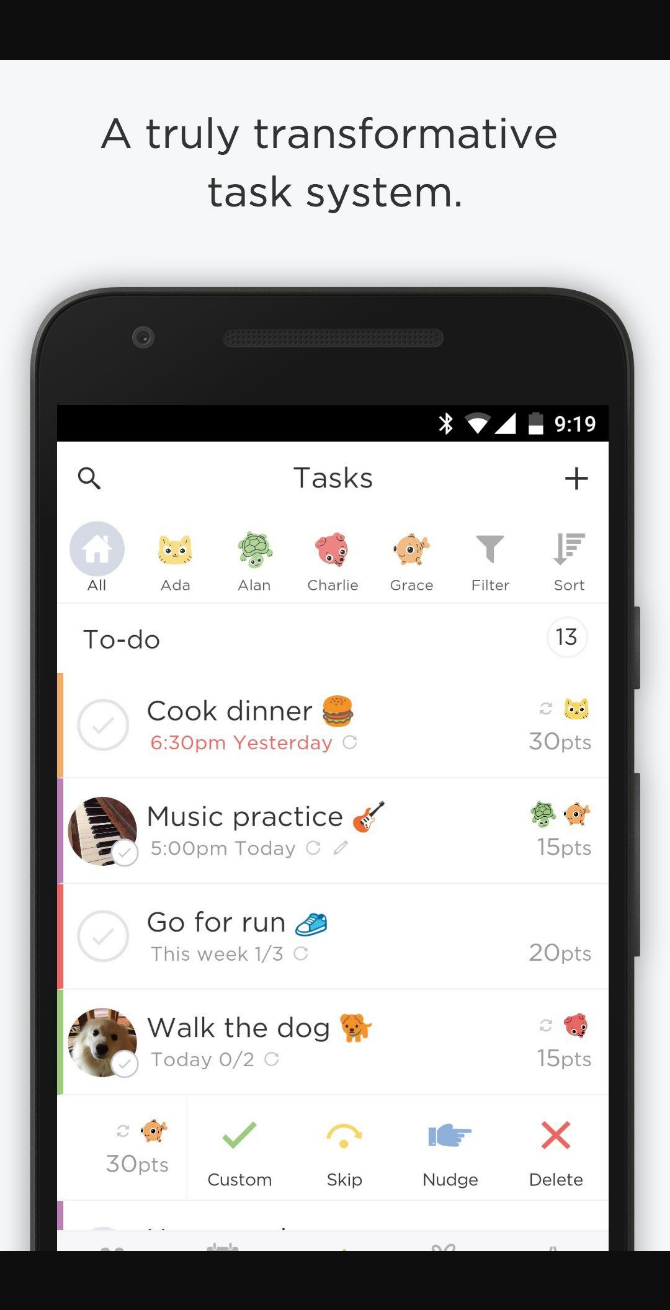 A truly transformative
task system.
9:19
Tasks
All Ada Alan Charlie Grace Filter Sort
To-do 13
Cook dinner
6:30pm Yesterday 30pts
Music practice
5:00pm Today 15pts
Go for run
This week 1/3 20pts
Walk the dog
Today 0/2 15pts
30pts Custom Skip Nudge Delete